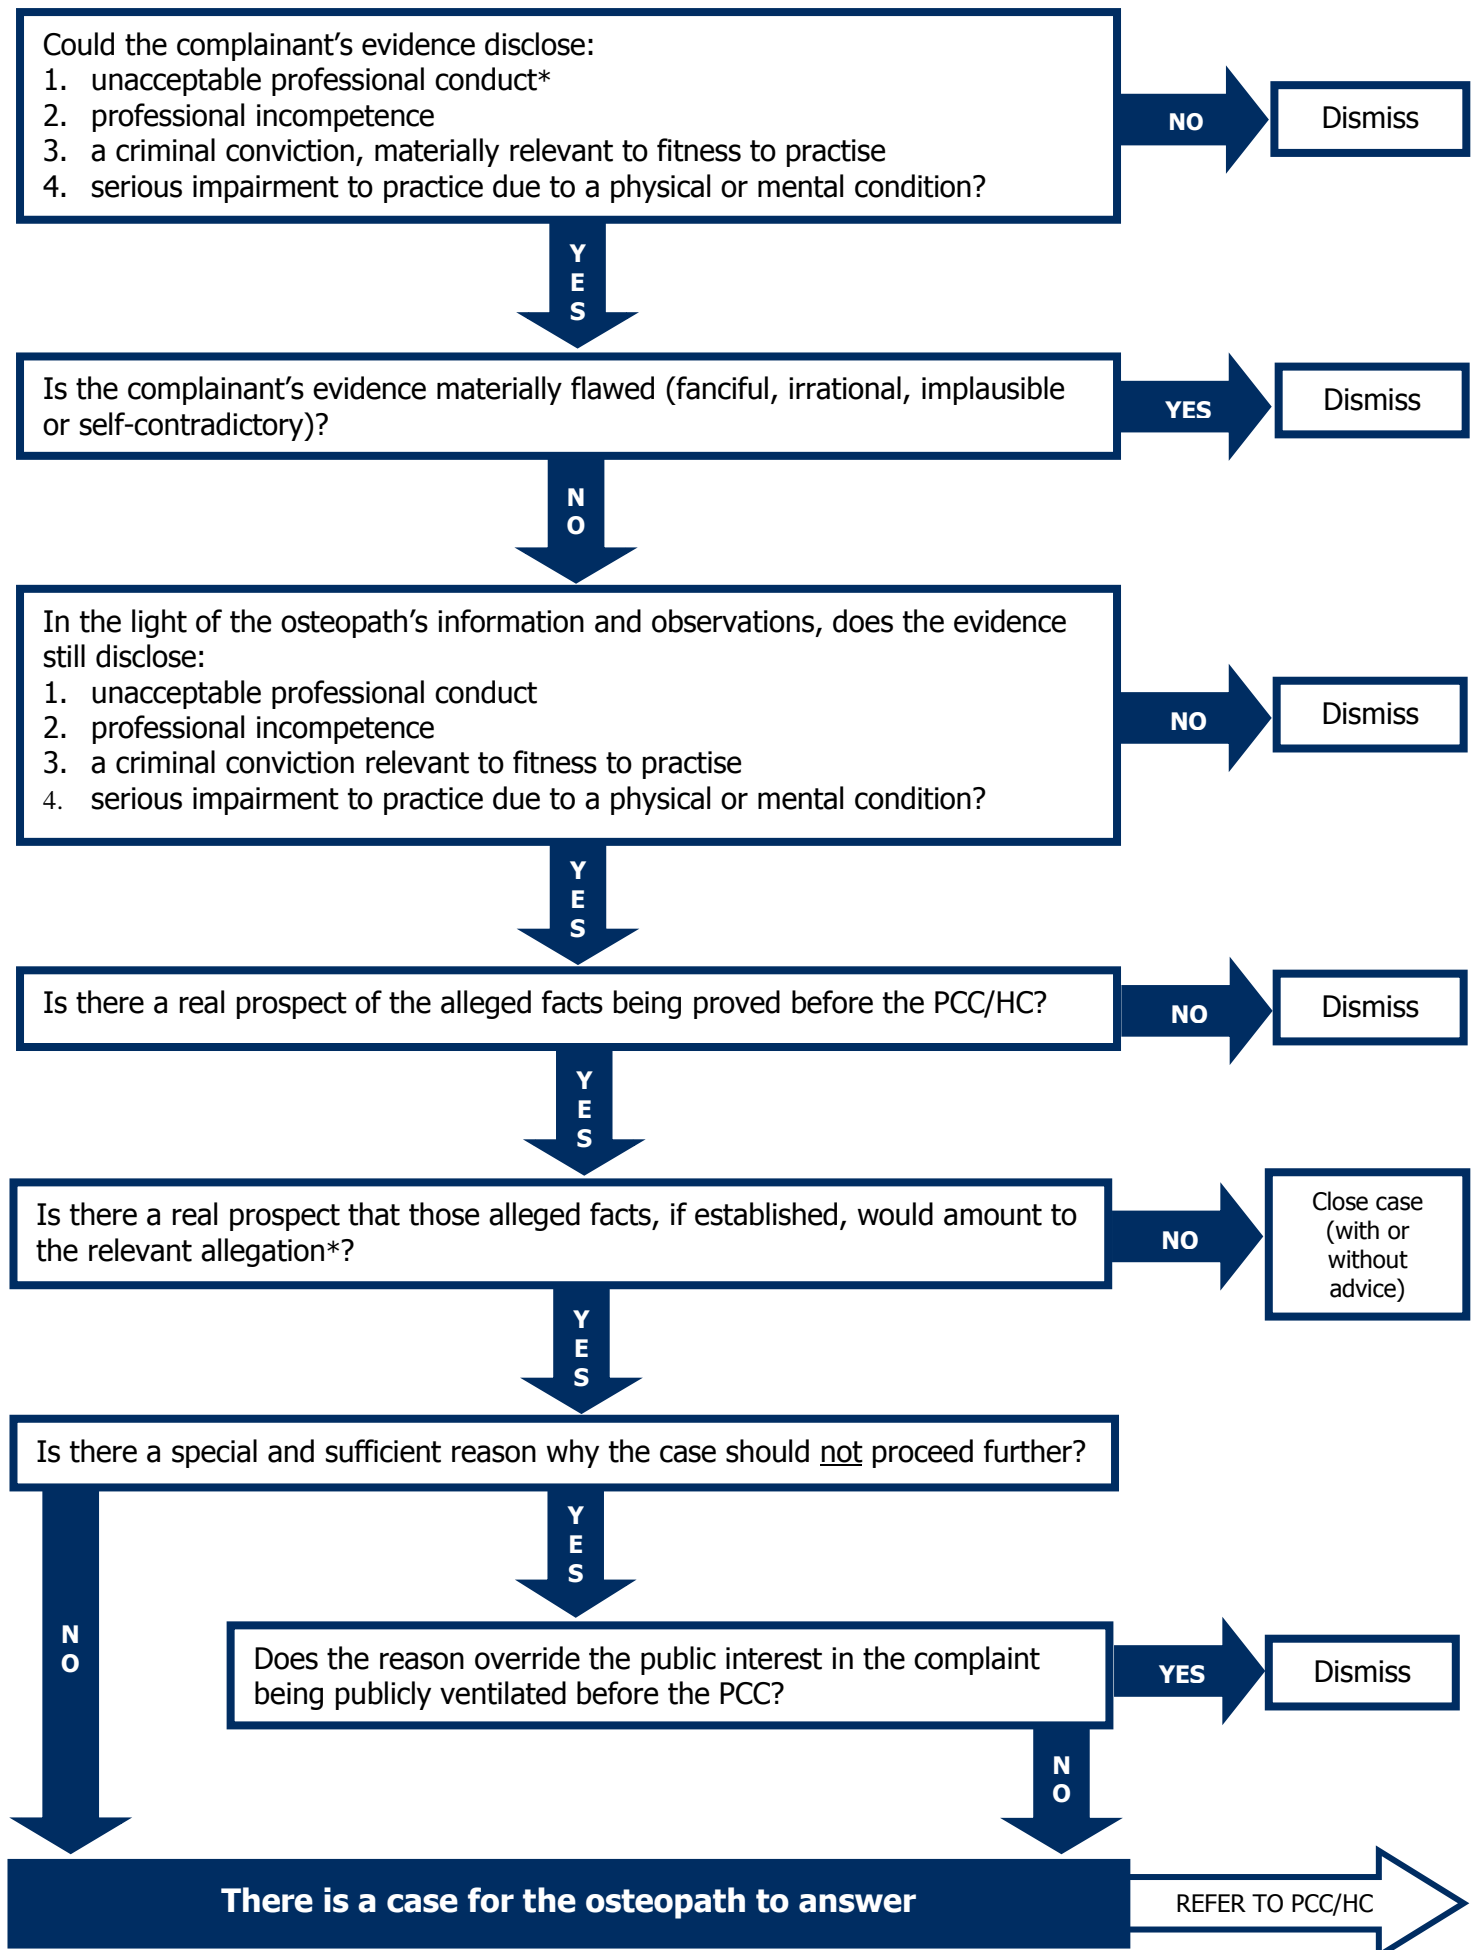 Could the complainant’s evidence disclose:
1. unacceptable professional conduct*
2. professional incompetence
3. a criminal conviction, materially relevant to fitness to practise
4. serious impairment to practice due to a physical or mental condition?
NO
Dismiss
YES
Is the complainant’s evidence materially flawed (fanciful, irrational, implausible
or self-contradictory)?
YES
Dismiss
NO
In the light of the osteopath’s information and observations, does the evidence
still disclose:
1. unacceptable professional conduct
2. professional incompetence
3. a criminal conviction relevant to fitness to practise
4. serious impairment to practice due to a physical or mental condition?
NO
Dismiss
YES
Is there a real prospect of the alleged facts being proved before the PCC/HC?
NO
Dismiss
YES
Is there a real prospect that those alleged facts, if established, would amount to
the relevant allegation*?
NO
Close case
(with or
without
advice)
YES
Is there a special and sufficient reason why the case should not proceed further?
YES
NO
Does the reason override the public interest in the complaint
being publicly ventilated before the PCC?
YES
Dismiss
NO
There is a case for the osteopath to answer
REFER TO PCC/HC